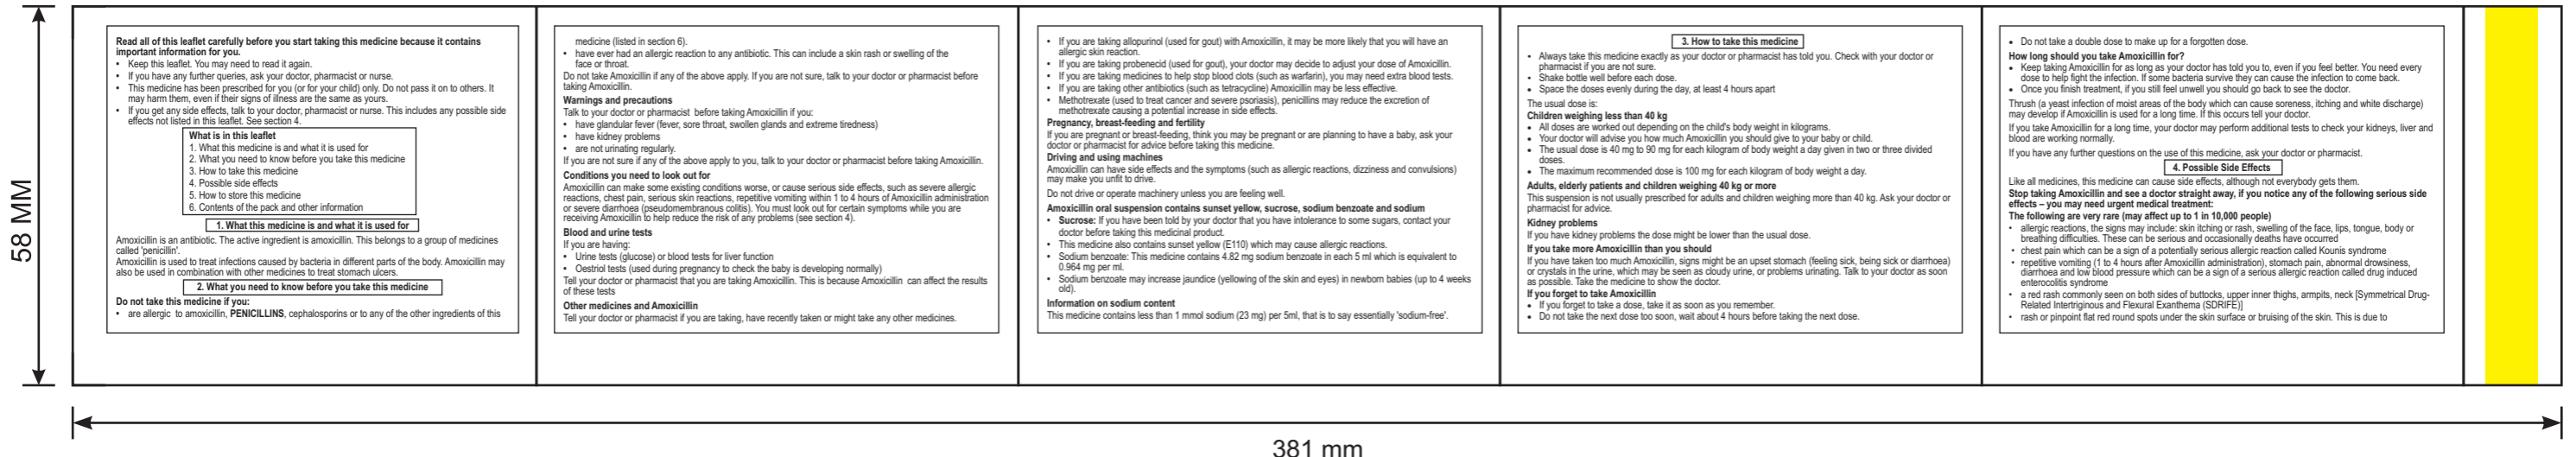 58 MM
Read all of this leaflet carefully before you start taking this medicine because it contains
important information for you.
• Keep this leaflet. You may need to read it again.
• If you have any further queries, ask your doctor, pharmacist or nurse.
• This medicine has been prescribed for you (or for your child) only. Do not pass it on to others. It
may harm them, even if their signs of illness are the same as yours.
• If you get any side effects, talk to your doctor, pharmacist or nurse. This includes any possible side
effects not listed in this leaflet. See section 4.
What is in this leaflet
1. What this medicine is and what it is used for
2. What you need to know before you take this medicine
3. How to take this medicine
4. Possible side effects
5. How to store this medicine
6. Contents of the pack and other information
1. What this medicine is and what it is used for
Amoxicillin is an antibiotic. The active ingredient is amoxicillin. This belongs to a group of medicines
called 'penicillin'.
Amoxicillin is used to treat infections caused by bacteria in different parts of the body. Amoxicillin may
also be used in combination with other medicines to treat stomach ulcers.
2. What you need to know before you take this medicine
Do not take this medicine if you:
• are allergic to amoxicillin, PENICILLINS, cephalosporins or to any of the other ingredients of this
medicine (listed in section 6).
• have ever had an allergic reaction to any antibiotic. This can include a skin rash or swelling of the
face or throat.
Do not take Amoxicillin if any of the above apply. If you are not sure, talk to your doctor or pharmacist before
taking Amoxicillin.
Warnings and precautions
Talk to your doctor or pharmacist before taking Amoxicillin if you:
• have glandular fever (fever, sore throat, swollen glands and extreme tiredness)
• have kidney problems
• are not urinating regularly.
If you are not sure if any of the above apply to you, talk to your doctor or pharmacist before taking Amoxicillin.
Conditions you need to look out for
Amoxicillin can make some existing conditions worse, or cause serious side effects, such as severe allergic
reactions, chest pain, serious skin reactions, repetitive vomiting within 1 to 4 hours of Amoxicillin administration
or severe diarrhoea (pseudomembranous colitis). You must look out for certain symptoms while you are
receiving Amoxicillin to help reduce the risk of any problems (see section 4).
Blood and urine tests
If you are having:
• Urine tests (glucose) or blood tests for liver function
• Oestriol tests (used during pregnancy to check the baby is developing normally)
Tell your doctor or pharmacist that you are taking Amoxicillin. This is because Amoxicillin can affect the results
of these tests
Other medicines and Amoxicillin
Tell your doctor or pharmacist if you are taking, have recently taken or might take any other medicines.
• If you are taking allopurinol (used for gout) with Amoxicillin, it may be more likely that you will have an
allergic skin reaction.
• If you are taking probenecid (used for gout), your doctor may decide to adjust your dose of Amoxicillin.
• If you are taking medicines to help stop blood clots (such as warfarin), you may need extra blood tests.
• If you are taking other antibiotics (such as tetracycline) Amoxicillin may be less effective.
• Methotrexate (used to treat cancer and severe psoriasis), penicillins may reduce the excretion of
methotrexate causing a potential increase in side effects.
Pregnancy, breast-feeding and fertility
If you are pregnant or breast-feeding, think you may be pregnant or are planning to have a baby, ask your
doctor or pharmacist for advice before taking this medicine.
Driving and using machines
Amoxicillin can have side effects and the symptoms (such as allergic reactions, dizziness and convulsions)
may make you unfit to drive.
Do not drive or operate machinery unless you are feeling well.
Amoxicillin oral suspension contains sunset yellow, sucrose, sodium benzoate and sodium
• Sucrose: If you have been told by your doctor that you have intolerance to some sugars, contact your
doctor before taking this medicinal product.
• This medicine also contains sunset yellow (E110) which may cause allergic reactions.
• Sodium benzoate: This medicine contains 4.82 mg sodium benzoate in each 5 ml which is equivalent to
0.964 mg per ml.
• Sodium benzoate may increase jaundice (yellowing of the skin and eyes) in newborn babies (up to 4 weeks
old).
Information on sodium content
This medicine contains less than 1 mmol sodium (23 mg) per 5ml, that is to say essentially 'sodium-free'.
3. How to take this medicine
• Always take this medicine exactly as your doctor or pharmacist has told you. Check with your doctor or
pharmacist if you are not sure.
• Shake bottle well before each dose.
• Space the doses evenly during the day, at least 4 hours apart
The usual dose is:
Children weighing less than 40 kg
• All doses are worked out depending on the child's body weight in kilograms.
• Your doctor will advise you how much Amoxicillin you should give to your baby or child.
• The usual dose is 40 mg to 90 mg for each kilogram of body weight a day given in two or three divided
doses.
• The maximum recommended dose is 100 mg for each kilogram of body weight a day.
Adults, elderly patients and children weighing 40 kg or more
This suspension is not usually prescribed for adults and children weighing more than 40 kg. Ask your doctor or
pharmacist for advice.
Kidney problems
If you have kidney problems the dose might be lower than the usual dose.
If you take more Amoxicillin than you should
If you have taken too much Amoxicillin, signs might be an upset stomach (feeling sick, being sick or diarrhoea)
or crystals in the urine, which may be seen as cloudy urine, or problems urinating. Talk to your doctor as soon
as possible. Take the medicine to show the doctor.
If you forget to take Amoxicillin
• If you forget to take a dose, take it as soon as you remember.
• Do not take the next dose too soon, wait about 4 hours before taking the next dose.
• Do not take a double dose to make up for a forgotten dose.
How long should you take Amoxicillin for?
• Keep taking Amoxicillin for as long as your doctor has told you to, even if you feel better. You need every
dose to help fight the infection. If some bacteria survive they can cause the infection to come back.
• Once you finish treatment, if you still feel unwell you should go back to see the doctor.
Thrush (a yeast infection of moist areas of the body which can cause soreness, itching and white discharge)
may develop if Amoxicillin is used for a long time. If this occurs tell your doctor.
If you take Amoxicillin for a long time, your doctor may perform additional tests to check your kidneys, liver and
blood are working normally.
If you have any further questions on the use of this medicine, ask your doctor or pharmacist.
4. Possible Side Effects
Like all medicines, this medicine can cause side effects, although not everybody gets them.
Stop taking Amoxicillin and see a doctor straight away, if you notice any of the following serious side
effects – you may need urgent medical treatment:
The following are very rare (may affect up to 1 in 10,000 people)
• allergic reactions, the signs may include: skin itching or rash, swelling of the face, lips, tongue, body or
breathing difficulties. These can be serious and occasionally deaths have occurred
• chest pain which can be a sign of a potentially serious allergic reaction called Kounis syndrome
• repetitive vomiting (1 to 4 hours after Amoxicillin administration), stomach pain, abnormal drowsiness,
diarrhoea and low blood pressure which can be a sign of a serious allergic reaction called drug induced
enterocolitis syndrome
• a red rash commonly seen on both sides of buttocks, upper inner thighs, armpits, neck [Symmetrical Drug-
Related Intertriginous and Flexural Exanthema (SDRIFE)]
• rash or pinpoint flat red round spots under the skin surface or bruising of the skin. This is due to
381 mm